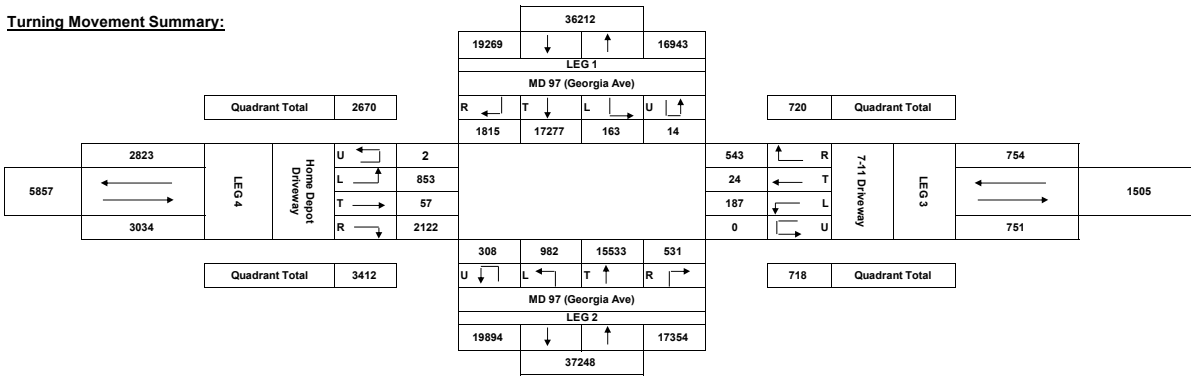 Turning Movement Summary:
36212
19269 16943
LEG 1
MD 97 (Georgia Ave)
Quadrant Total 2670
R T L U
720 Quadrant Total
1815 17277 163 14
2823
U 2
543 R
754
5857
LEG 4
Home Depot Driveway
L 853
24 T
7-11 Driveway
LEG 3
1505
T 57
187 L
3034
R 2122
0 U
751
308 982 15533 531
Quadrant Total 3412
U L T R
718 Quadrant Total
MD 97 (Georgia Ave)
LEG 2
19894 17354
37248